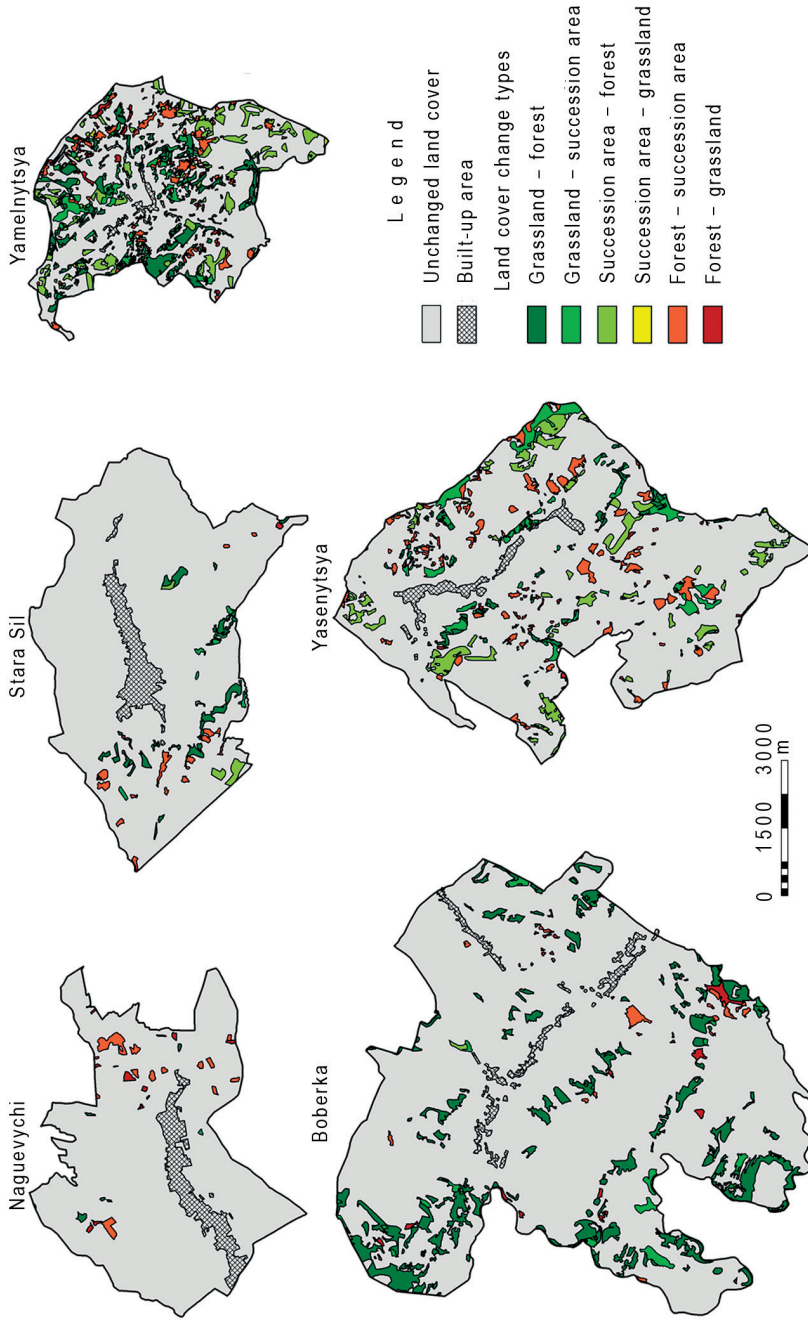 Naguevychi
Stara Sil
Yamelnytsya
Boberka
Yasenytsya
Legend
Unchanged land cover
Built-up area
Land cover change types
Grassland – forest
Grassland – succession area
Succession area – forest
Succession area – grassland
Forest – succession area
Forest – grassland
0 1500 3000
m